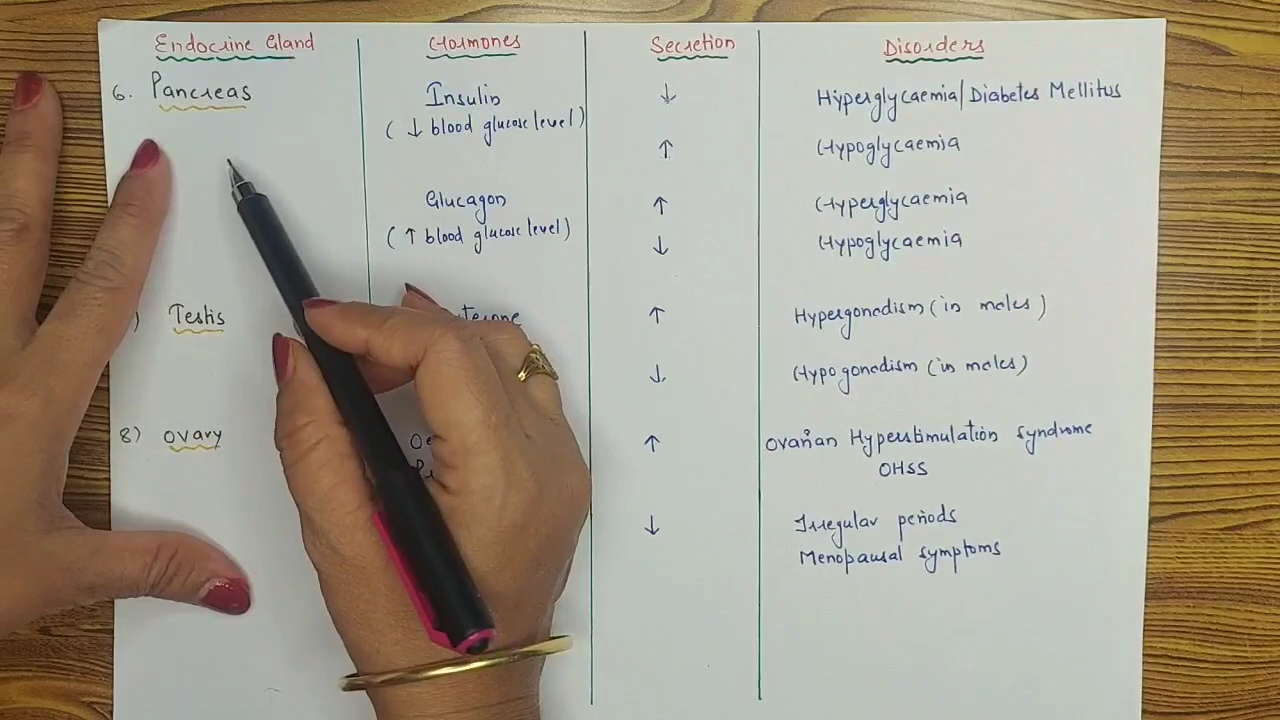 Endocrine Gland Hormones Secretion Disorders
6. Pancreas Insulin ↓ Hyperglycaemia/Diabetes Mellitus
( ↓ blood glucose level)
↑ Hypoglycaemia
Glucagon ↑ Hyperglycaemia
( ↑ blood glucose level)
↓ Hypoglycaemia
) Testis ↑ Hypergonadism (in males)
↓ Hypogonadism (in males)
8) Ovary ↑ Ovarian Hyperstimulation Syndrome
OHSS
↓ Irregular periods
Menopausal symptoms